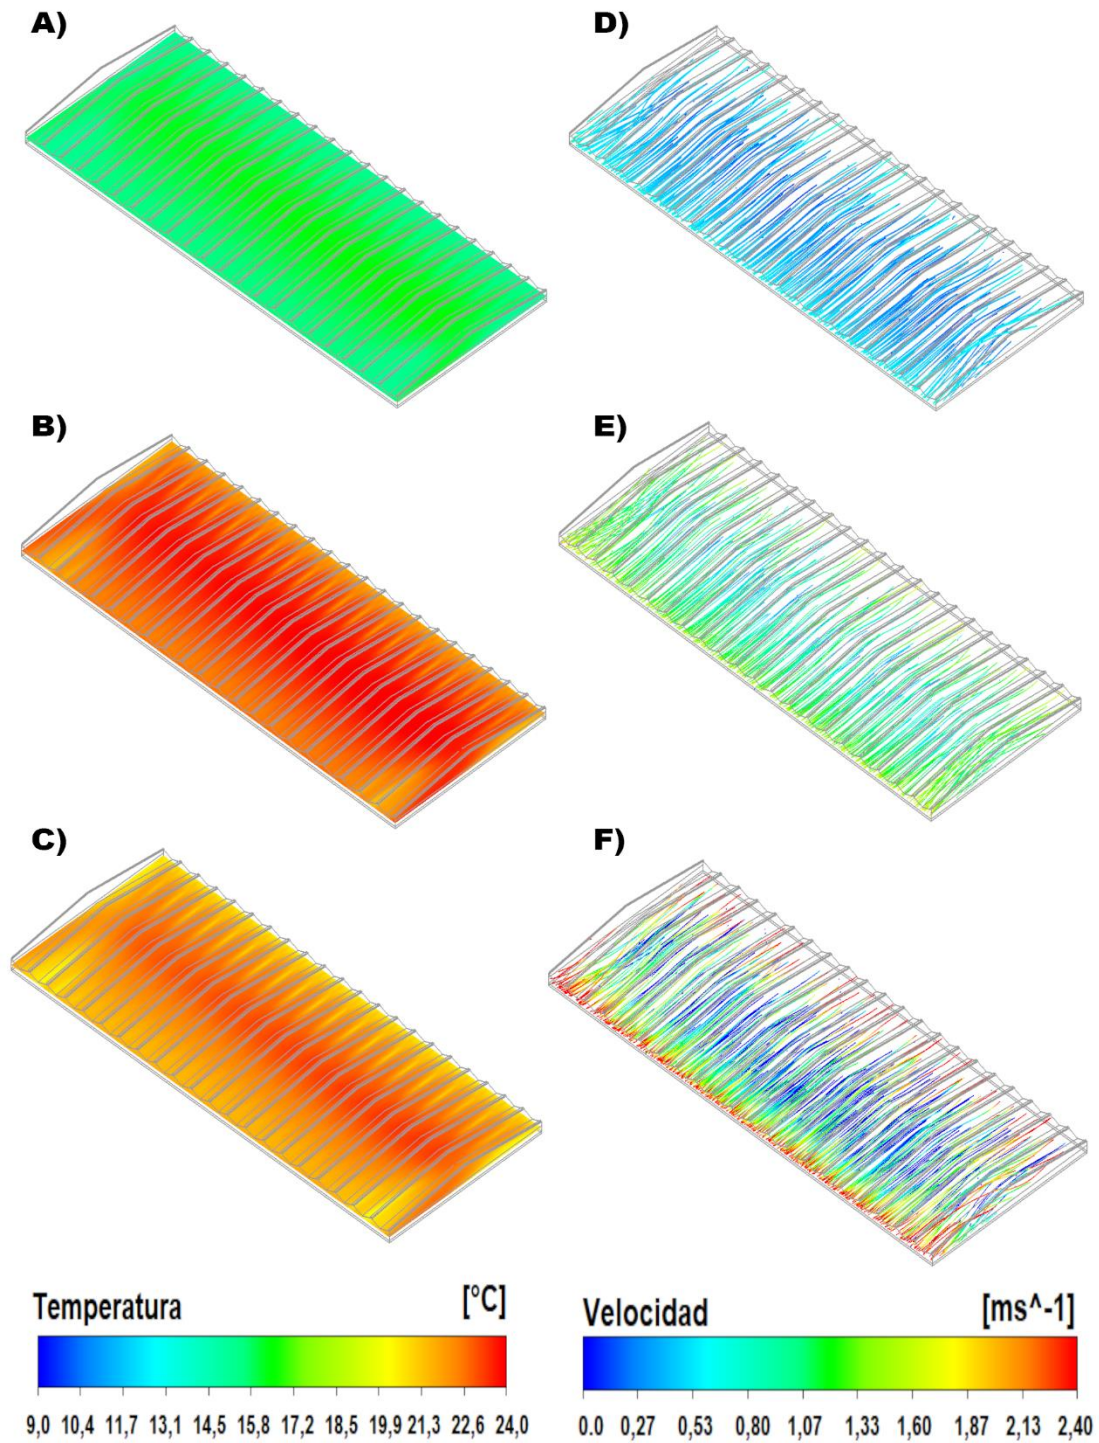 A)
D)
B)
E)
C)
F)
Temperatura [°C]
9,0 10,4 11,7 13,1 14,5 15,8 17,2 18,5 19,9 21,3 22,6 24,0
Velocidad [ms^-1]
0.0 0,27 0,53 0,80 1,07 1,33 1,60 1,87 2,13 2,40